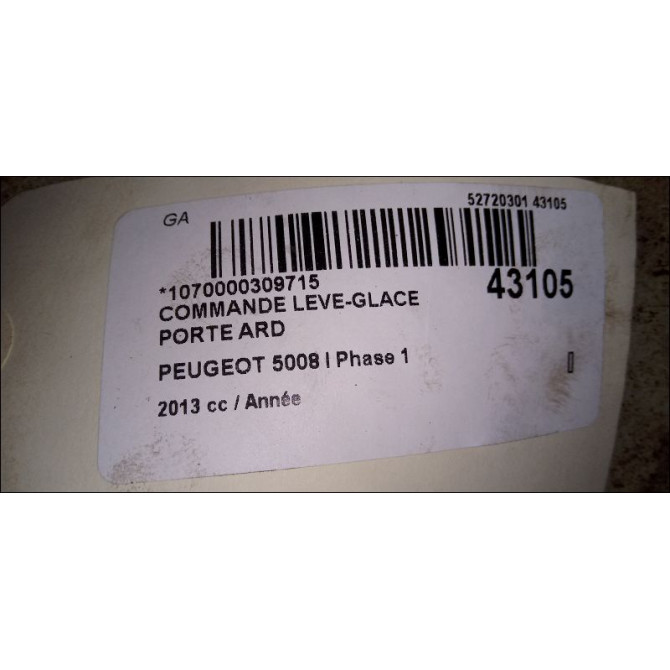 GA
52720301 43105
*1070000309715
43105
COMMANDE LEVE-GLACE
PORTE ARD
PEUGEOT 5008 I Phase 1
2013 cc / Année